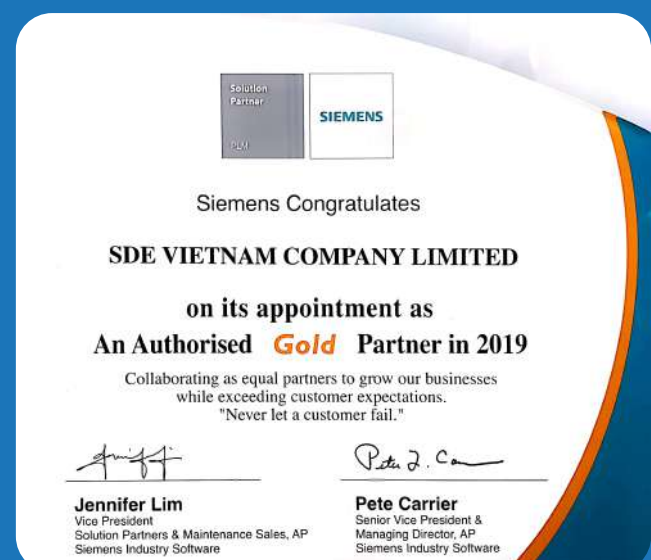 Solution
Partner
PLM
SIEMENS
Siemens Congratulates
SDE VIETNAM COMPANY LIMITED
on its appointment as
An Authorised Gold Partner in 2019
Collaborating as equal partners to grow our businesses
while exceeding customer expectations.
"Never let a customer fail."
Jennifer Lim
Vice President
Solution Partners & Maintenance Sales, AP
Siemens Industry Software
Pete Carrier
Senior Vice President &
Managing Director, AP
Siemens Industry Software